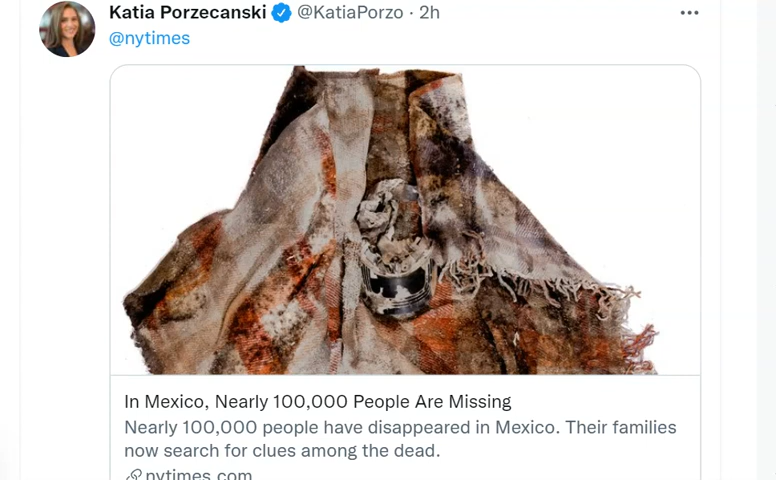 Katia Porzecanski @KatiaPorzo · 2h
@nytimes
In Mexico, Nearly 100,000 People Are Missing
Nearly 100,000 people have disappeared in Mexico. Their families
now search for clues among the dead.
nytimes.com